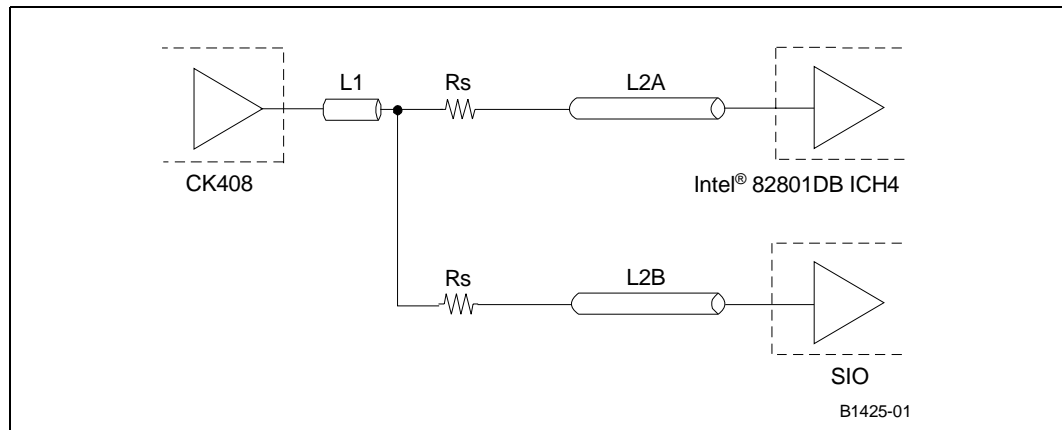 L1
Rs
L2A
CK408
Intel® 82801DB ICH4
Rs
L2B
SIO
B1425-01